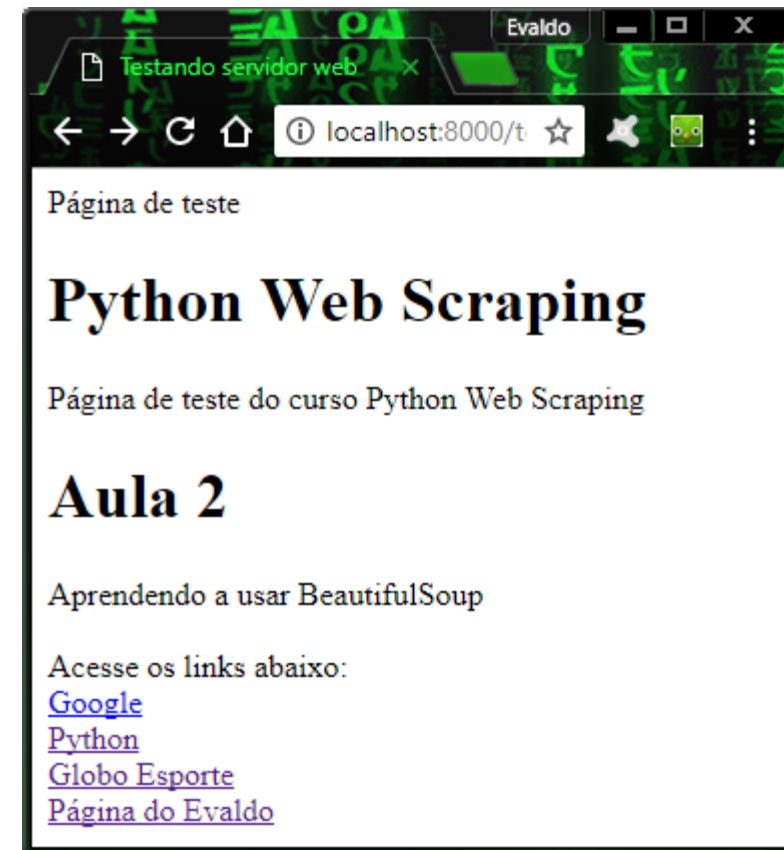 Evaldo
Testando servidor web
localhost:8000/t
Página de teste
Python Web Scraping
Página de teste do curso Python Web Scraping
Aula 2
Aprendendo a usar BeautifulSoup
Acesse os links abaixo:
Google
Python
Globo Esporte
Página do Evaldo